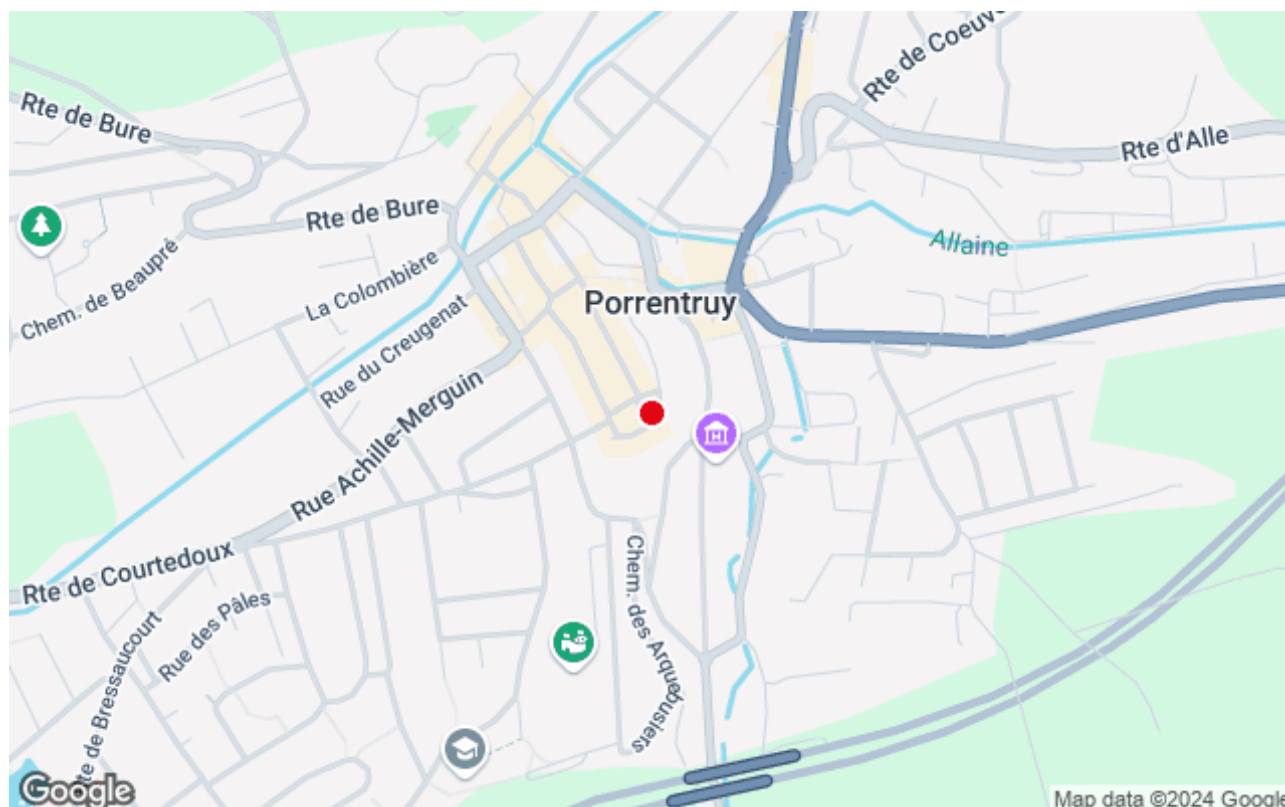 Rte de Coeuv
Rte de Bure
Rte d'Alle
Rte de Bure
Allaine
Chem. de Beaupré
La Colombière
Porrentruy
Rue du Creugenat
Rue Achille-Merguin
Rte de Courtedoux
Chem. des Arquebusiers
Rue des Pâles
Rte de Bressaucourt
Google
Map data ©2024 Google